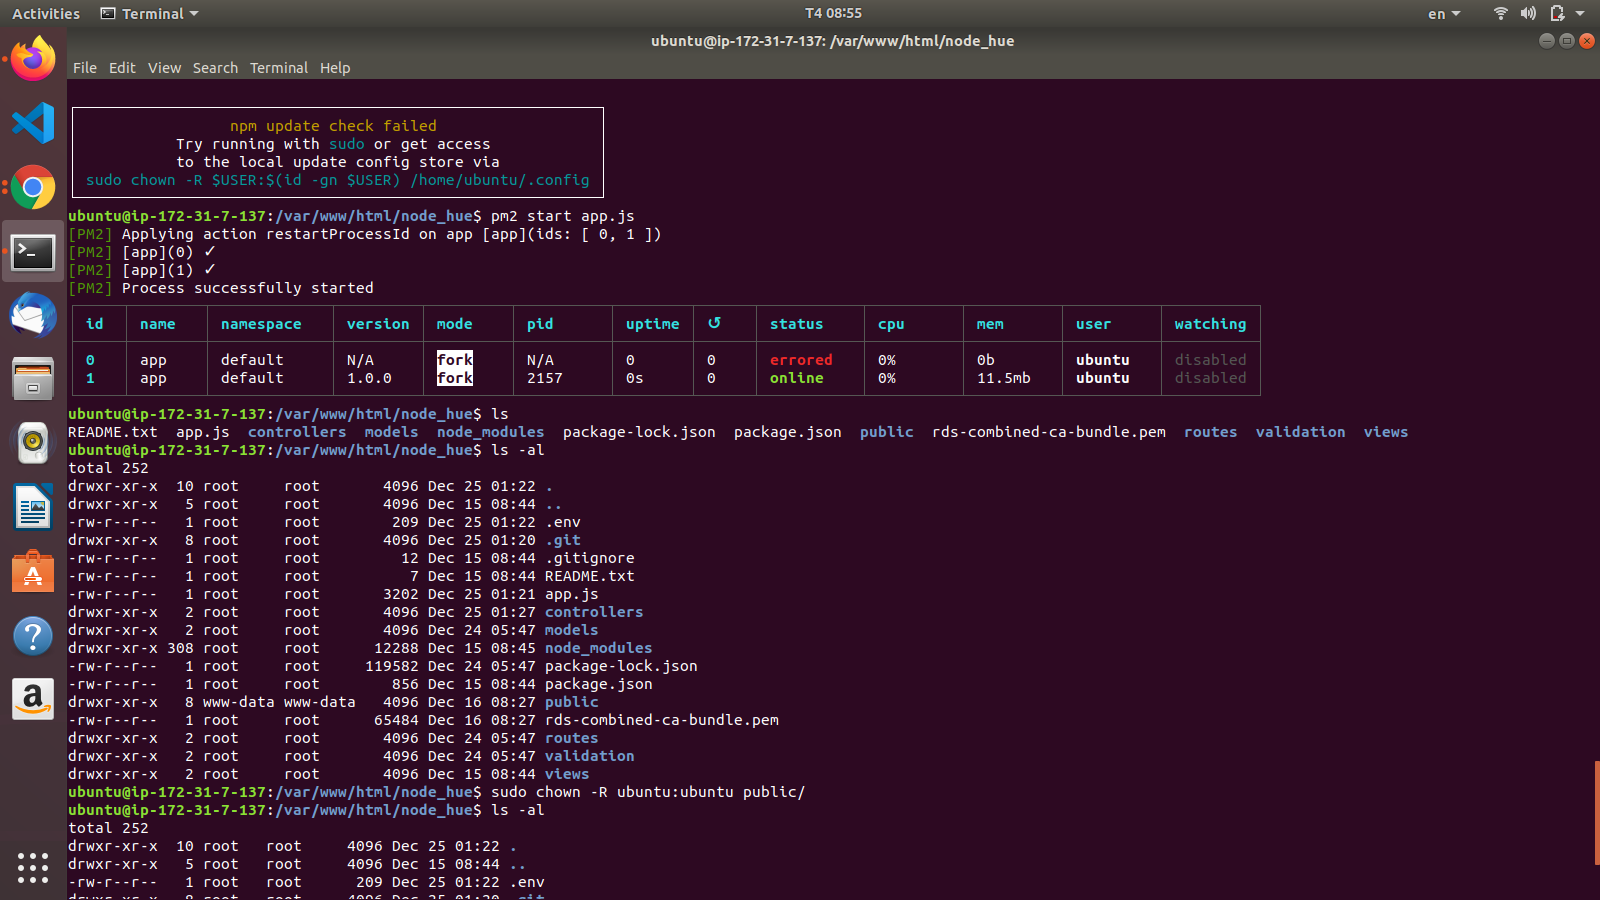 Activities Terminal T4 08:55 en
ubuntu@ip-172-31-7-137: /var/www/html/node_hue
File Edit View Search Terminal Help
npm update check failed
Try running with sudo or get access
to the local update config store via
sudo chown -R $USER:$(id -gn $USER) /home/ubuntu/.config
ubuntu@ip-172-31-7-137:/var/www/html/node_hue$ pm2 start app.js
[PM2] Applying action restartProcessId on app [app](ids: [ 0, 1 ])
[PM2] [app](0) ✓
[PM2] [app](1) ✓
[PM2] Process successfully started
id name namespace version mode pid uptime ↺ status cpu mem user watching
0 app default N/A fork N/A 0 0 errored 0% 0b ubuntu disabled
1 app default 1.0.0 fork 2157 0s 0 online 0% 11.5mb ubuntu disabled
ubuntu@ip-172-31-7-137:/var/www/html/node_hue$ ls
README.txt app.js controllers models node_modules package-lock.json package.json public rds-combined-ca-bundle.pem routes validation views
ubuntu@ip-172-31-7-137:/var/www/html/node_hue$ ls -al
total 252
drwxr-xr-x 10 root root 4096 Dec 25 01:22 .
drwxr-xr-x 5 root root 4096 Dec 15 08:44 ..
-rw-r--r-- 1 root root 209 Dec 25 01:22 .env
drwxr-xr-x 8 root root 4096 Dec 25 01:20 .git
-rw-r--r-- 1 root root 12 Dec 15 08:44 .gitignore
-rw-r--r-- 1 root root 7 Dec 15 08:44 README.txt
-rw-r--r-- 1 root root 3202 Dec 25 01:21 app.js
drwxr-xr-x 2 root root 4096 Dec 25 01:27 controllers
drwxr-xr-x 2 root root 4096 Dec 24 05:47 models
drwxr-xr-x 308 root root 12288 Dec 15 08:45 node_modules
-rw-r--r-- 1 root root 119582 Dec 24 05:47 package-lock.json
-rw-r--r-- 1 root root 856 Dec 15 08:44 package.json
drwxr-xr-x 8 www-data www-data 4096 Dec 16 08:27 public
-rw-r--r-- 1 root root 65484 Dec 16 08:27 rds-combined-ca-bundle.pem
drwxr-xr-x 2 root root 4096 Dec 24 05:47 routes
drwxr-xr-x 2 root root 4096 Dec 24 05:47 validation
drwxr-xr-x 2 root root 4096 Dec 15 08:44 views
ubuntu@ip-172-31-7-137:/var/www/html/node_hue$ sudo chown -R ubuntu:ubuntu public/
ubuntu@ip-172-31-7-137:/var/www/html/node_hue$ ls -al
total 252
drwxr-xr-x 10 root root 4096 Dec 25 01:22 .
drwxr-xr-x 5 root root 4096 Dec 15 08:44 ..
-rw-r--r-- 1 root root 209 Dec 25 01:22 .env
drwxr-xr-x 8 root root 4096 Dec 25 01:20 .git